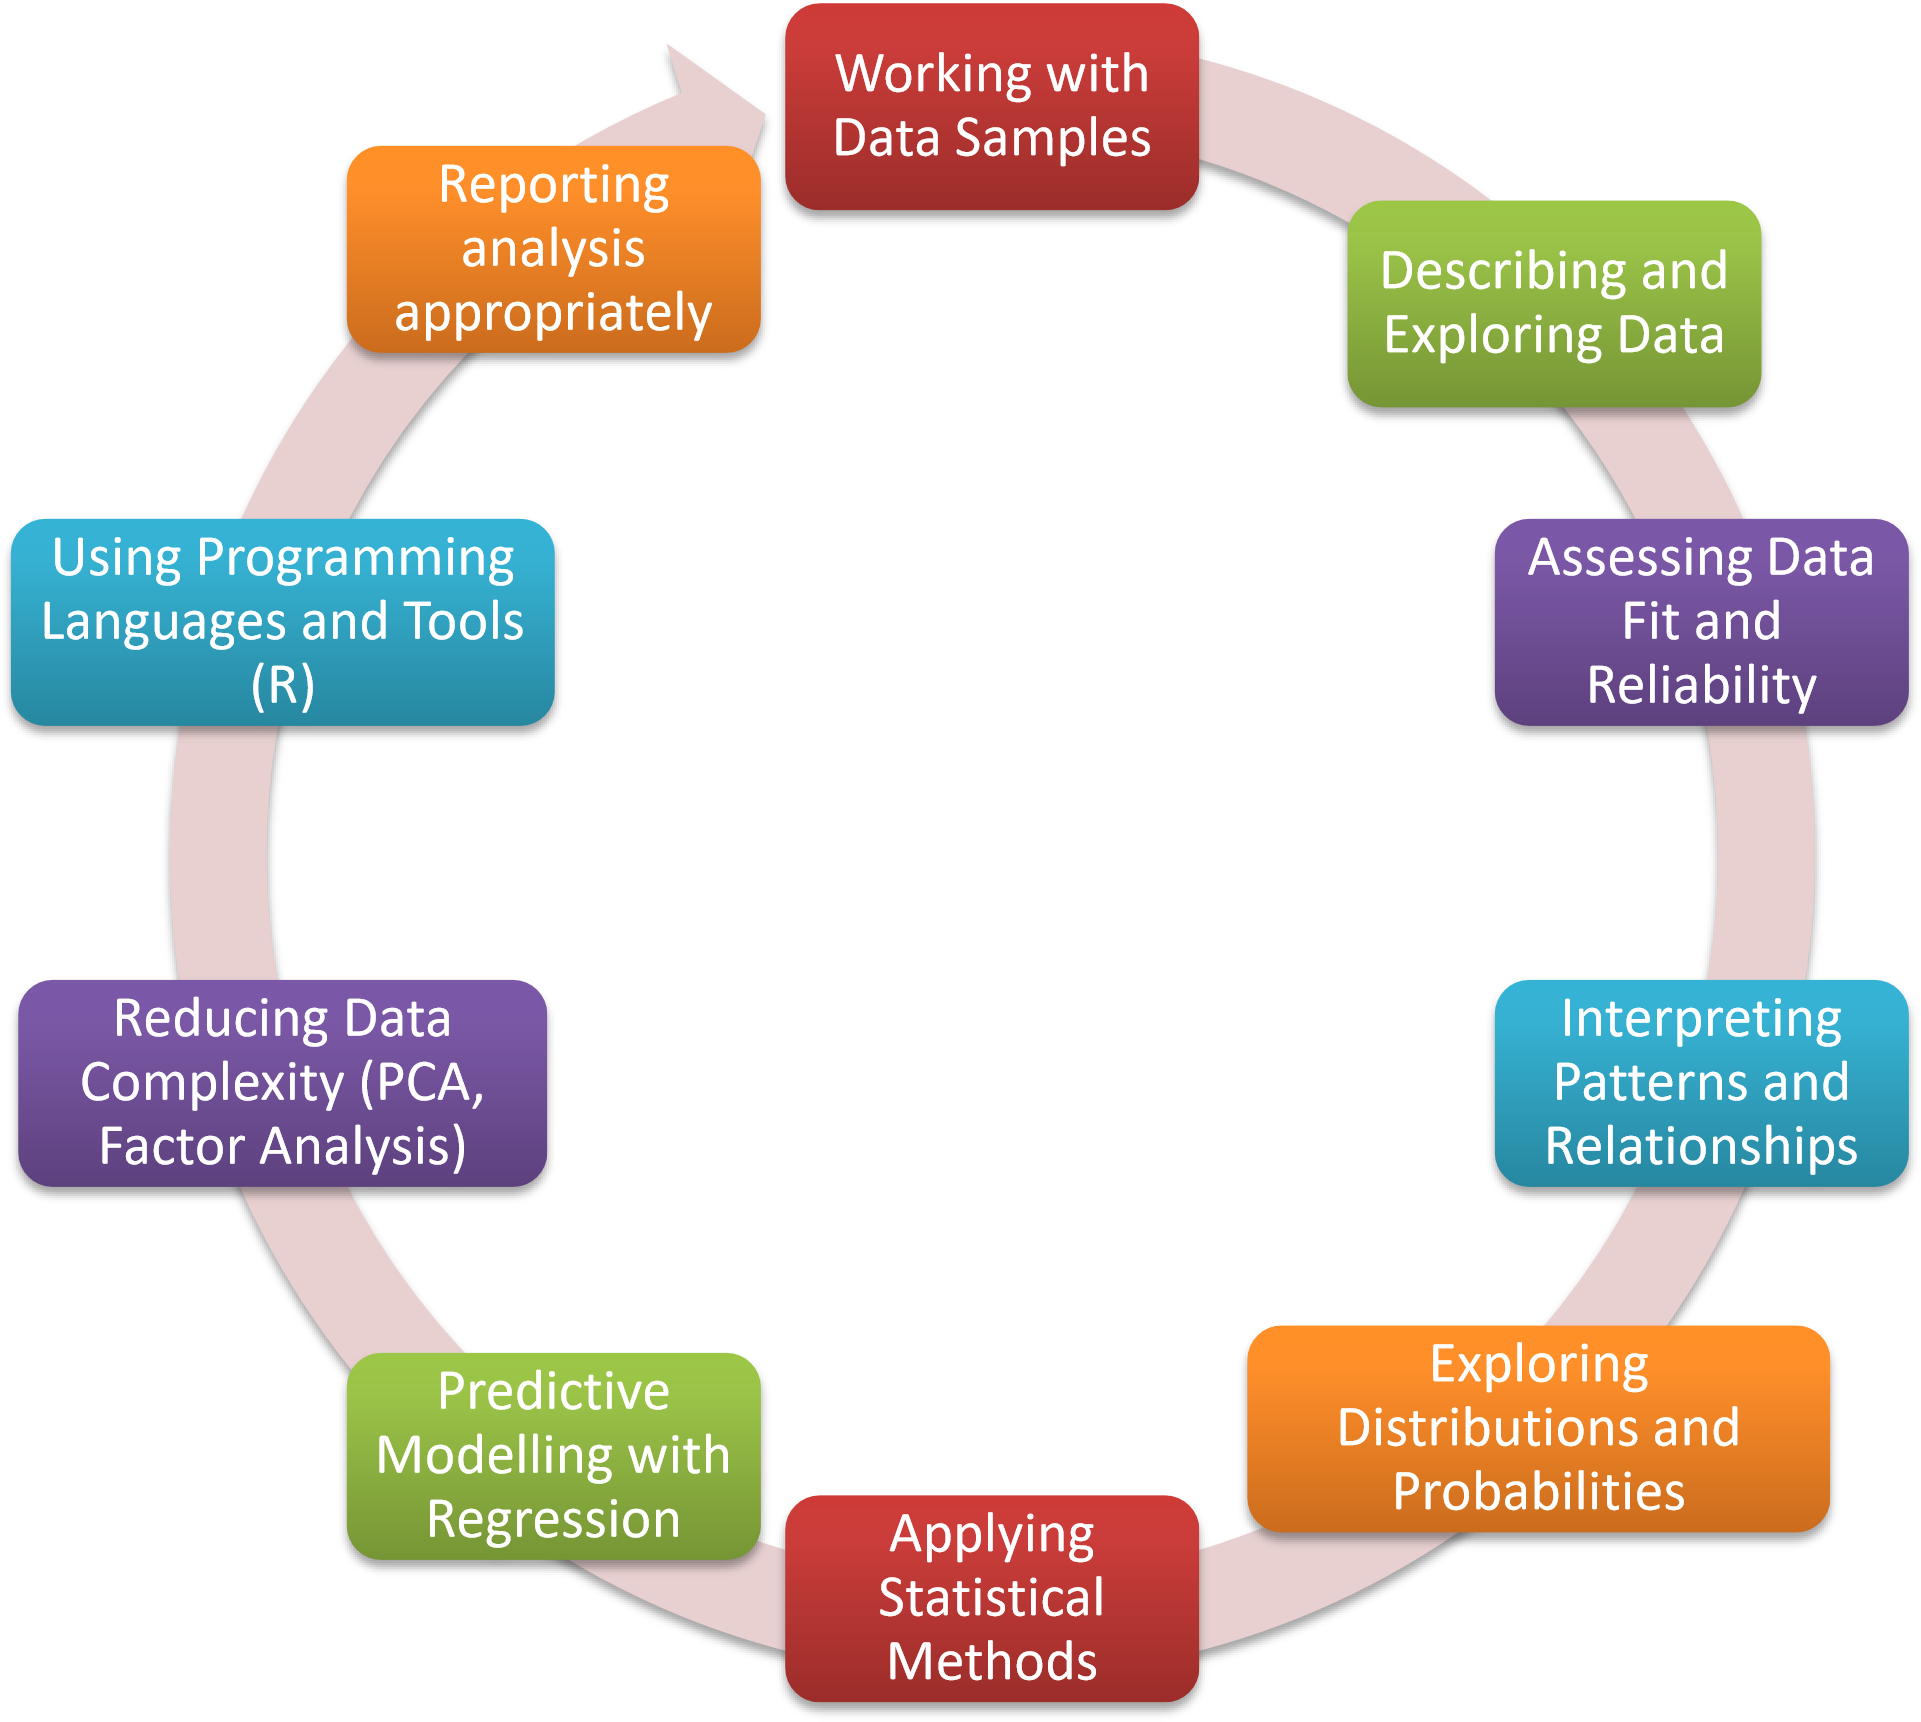 Working with
Data Samples
Describing and
Exploring Data
Assessing Data
Fit and
Reliability
Interpreting
Patterns and
Relationships
Exploring
Distributions and
Probabilities
Applying
Statistical
Methods
Predictive
Modelling with
Regression
Reducing Data
Complexity (PCA,
Factor Analysis)
Using Programming
Languages and Tools
(R)
Reporting
analysis
appropriately